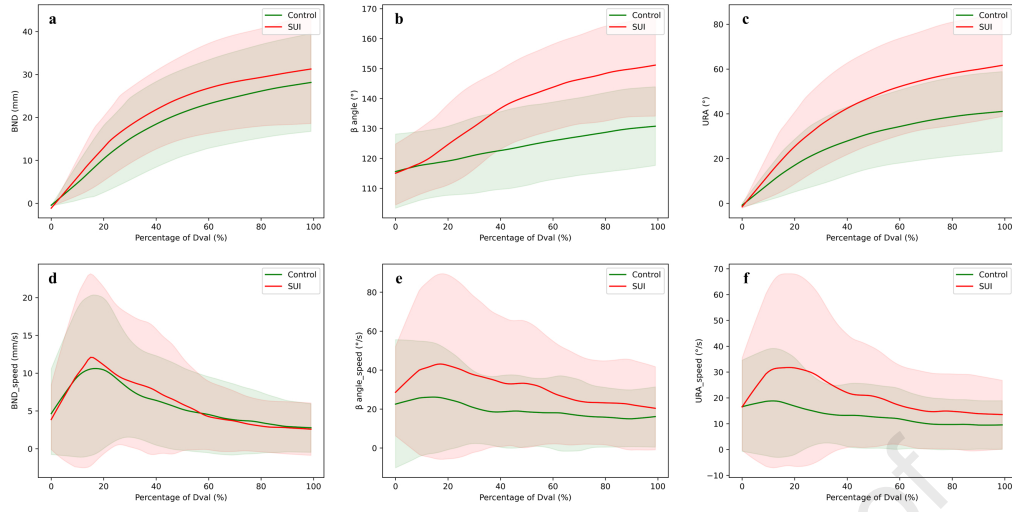 a
Control
SUI
BND (mm)
40
30
20
10
0
0 20 40 60 80 100
Percentage of Dval (%)
b
Control
SUI
β angle (°)
170
160
150
140
130
120
110
0 20 40 60 80 100
Percentage of Dval (%)
c
Control
SUI
URA (°)
80
60
40
20
0
0 20 40 60 80 100
Percentage of Dval (%)
d
Control
SUI
BND_speed (mm/s)
20
15
10
5
0
0 20 40 60 80 100
Percentage of Dval (%)
e
Control
SUI
β angle_speed (°/s)
80
60
40
20
0
0 20 40 60 80 100
Percentage of Dval (%)
f
Control
SUI
URA_speed (°/s)
70
60
50
40
30
20
10
0
−10
0 20 40 60 80 100
Percentage of Dval (%)